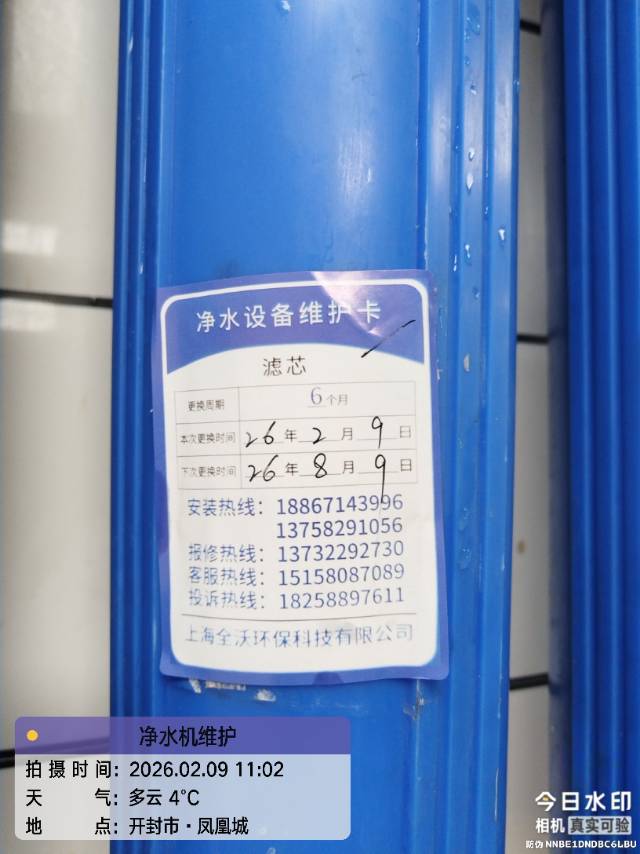 净水设备维护卡
滤芯
更换周期 6个月
本次更换时间 26年2月9日
下次更换时间 26年8月9日
安装热线：18867143996
13758291056
报修热线：13732292730
客服热线：15158087089
投诉热线：18258897611
上海全沃环保科技有限公司
净水机维护
拍摄时间：2026.02.09 11:02
天 气：多云 4℃
地 点：开封市·凤凰城
今日水印
相机 真实可验
防伪 NNBE1DNDBC6LBU